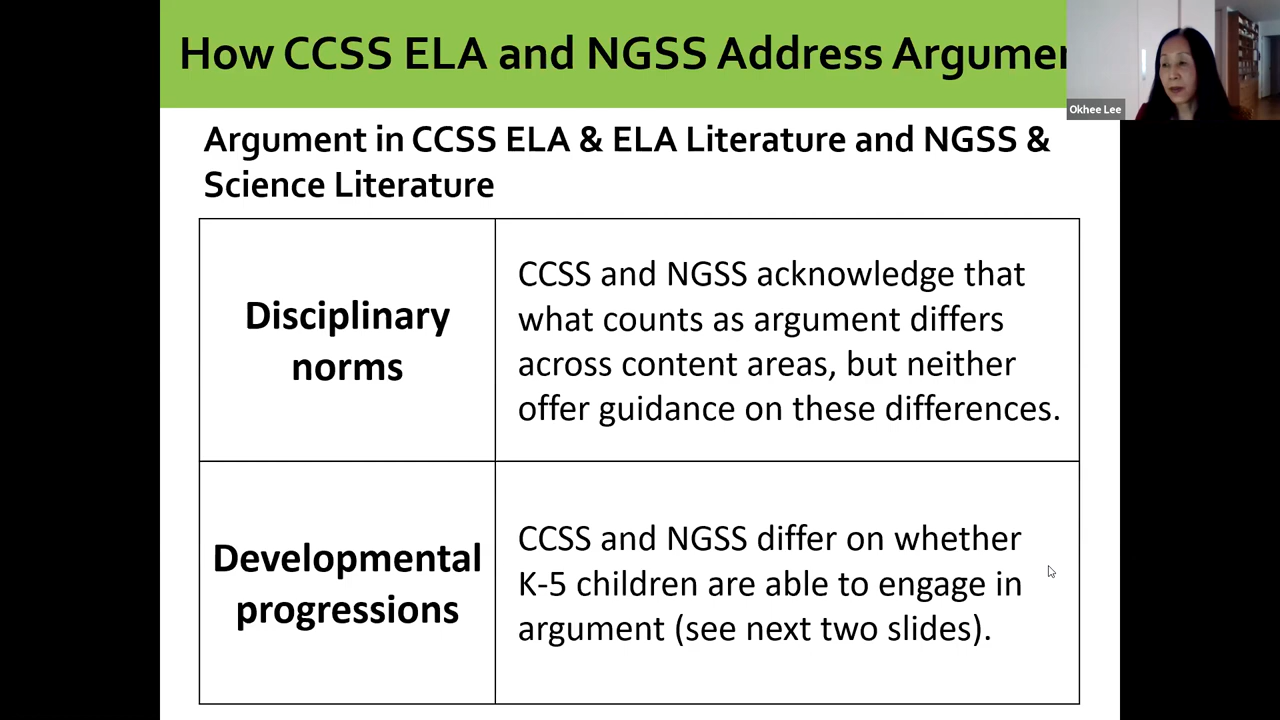 How CCSS ELA and NGSS Address Argumen
Okhee Lee
Argument in CCSS ELA & ELA Literature and NGSS &
Science Literature
Disciplinary
norms
CCSS and NGSS acknowledge that
what counts as argument differs
across content areas, but neither
offer guidance on these differences.
Developmental
progressions
CCSS and NGSS differ on whether
K-5 children are able to engage in
argument (see next two slides).